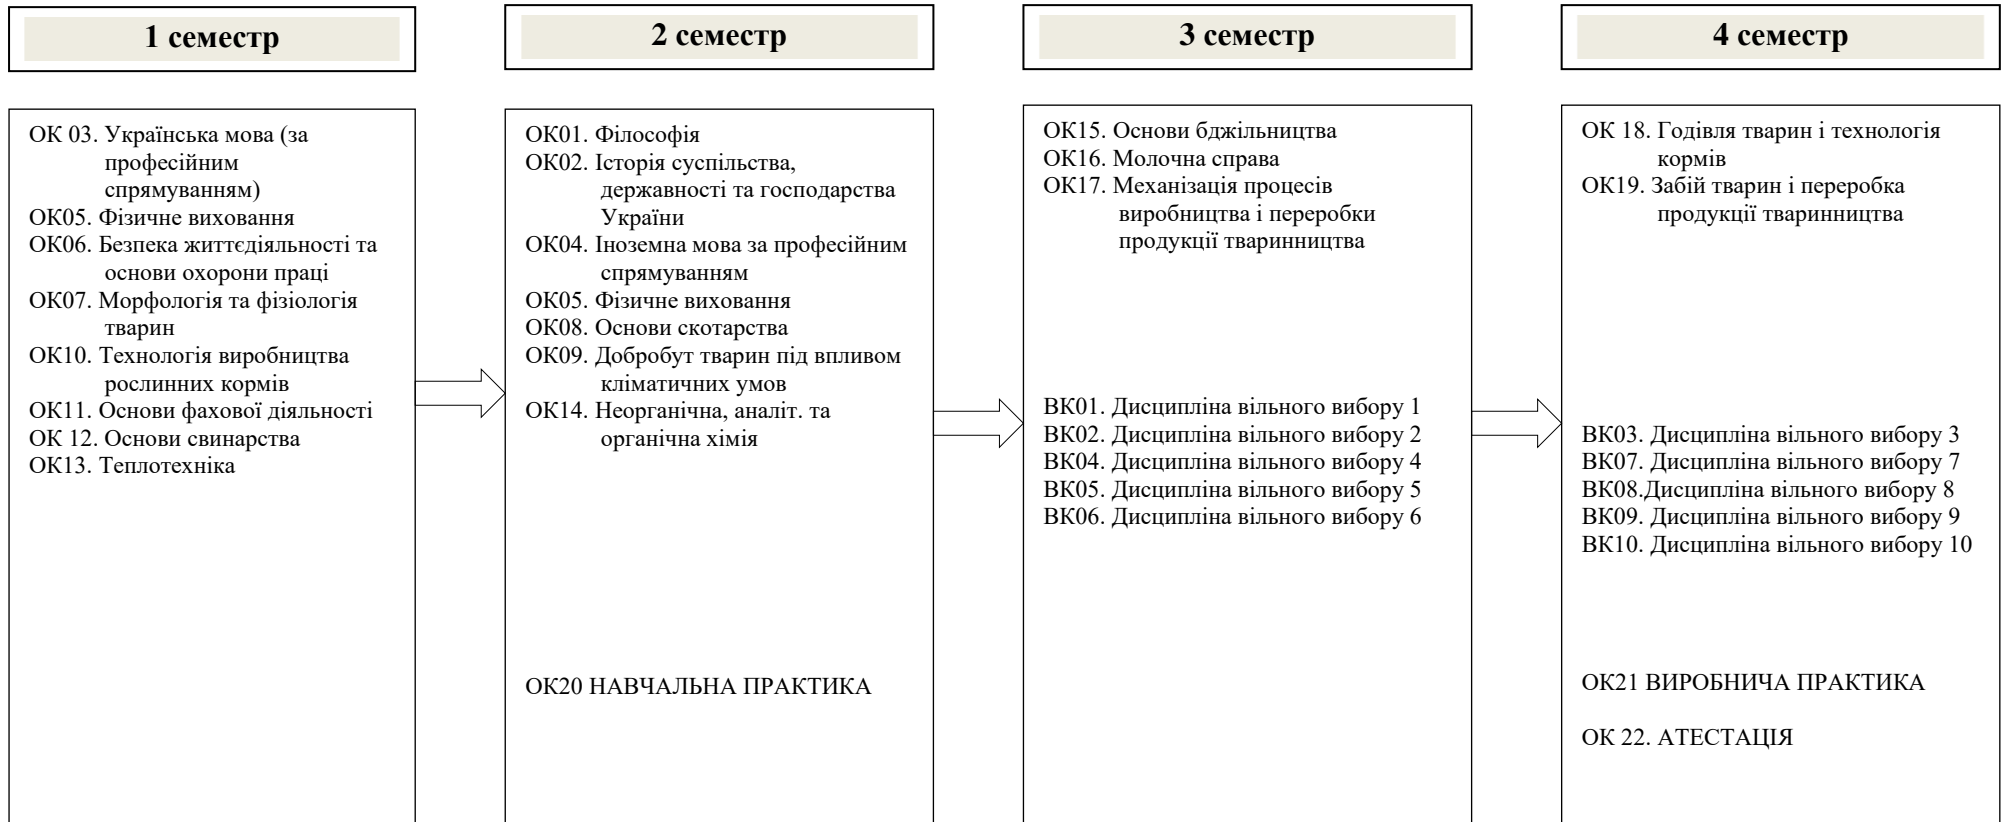 1 семестр
2 семестр
3 семестр
4 семестр
ОК 03. Українська мова (за
професійним
спрямуванням)
ОК05. Фізичне виховання
ОК06. Безпека життєдіяльності та
основи охорони праці
ОК07. Морфологія та фізіологія
тварин
ОК10. Технологія виробництва
рослинних кормів
ОК11. Основи фахової діяльності
ОК 12. Основи свинарства
ОК13. Теплотехніка
ОК01. Філософія
ОК02. Історія суспільства,
державності та господарства
України
ОК04. Іноземна мова за професійним
спрямуванням
ОК05. Фізичне виховання
ОК08. Основи скотарства
ОК09. Добробут тварин під впливом
кліматичних умов
ОК14. Неорганічна, аналіт. та
органічна хімія
ОК20 НАВЧАЛЬНА ПРАКТИКА
ОК15. Основи бджільництва
ОК16. Молочна справа
ОК17. Механізація процесів
виробництва і переробки
продукції тваринництва
ВК01. Дисципліна вільного вибору 1
ВК02. Дисципліна вільного вибору 2
ВК04. Дисципліна вільного вибору 4
ВК05. Дисципліна вільного вибору 5
ВК06. Дисципліна вільного вибору 6
ОК 18. Годівля тварин і технологія
кормів
ОК19. Забій тварин і переробка
продукції тваринництва
ВК03. Дисципліна вільного вибору 3
ВК07. Дисципліна вільного вибору 7
ВК08.Дисципліна вільного вибору 8
ВК09. Дисципліна вільного вибору 9
ВК10. Дисципліна вільного вибору 10
ОК21 ВИРОБНИЧА ПРАКТИКА
ОК 22. АТЕСТАЦІЯ